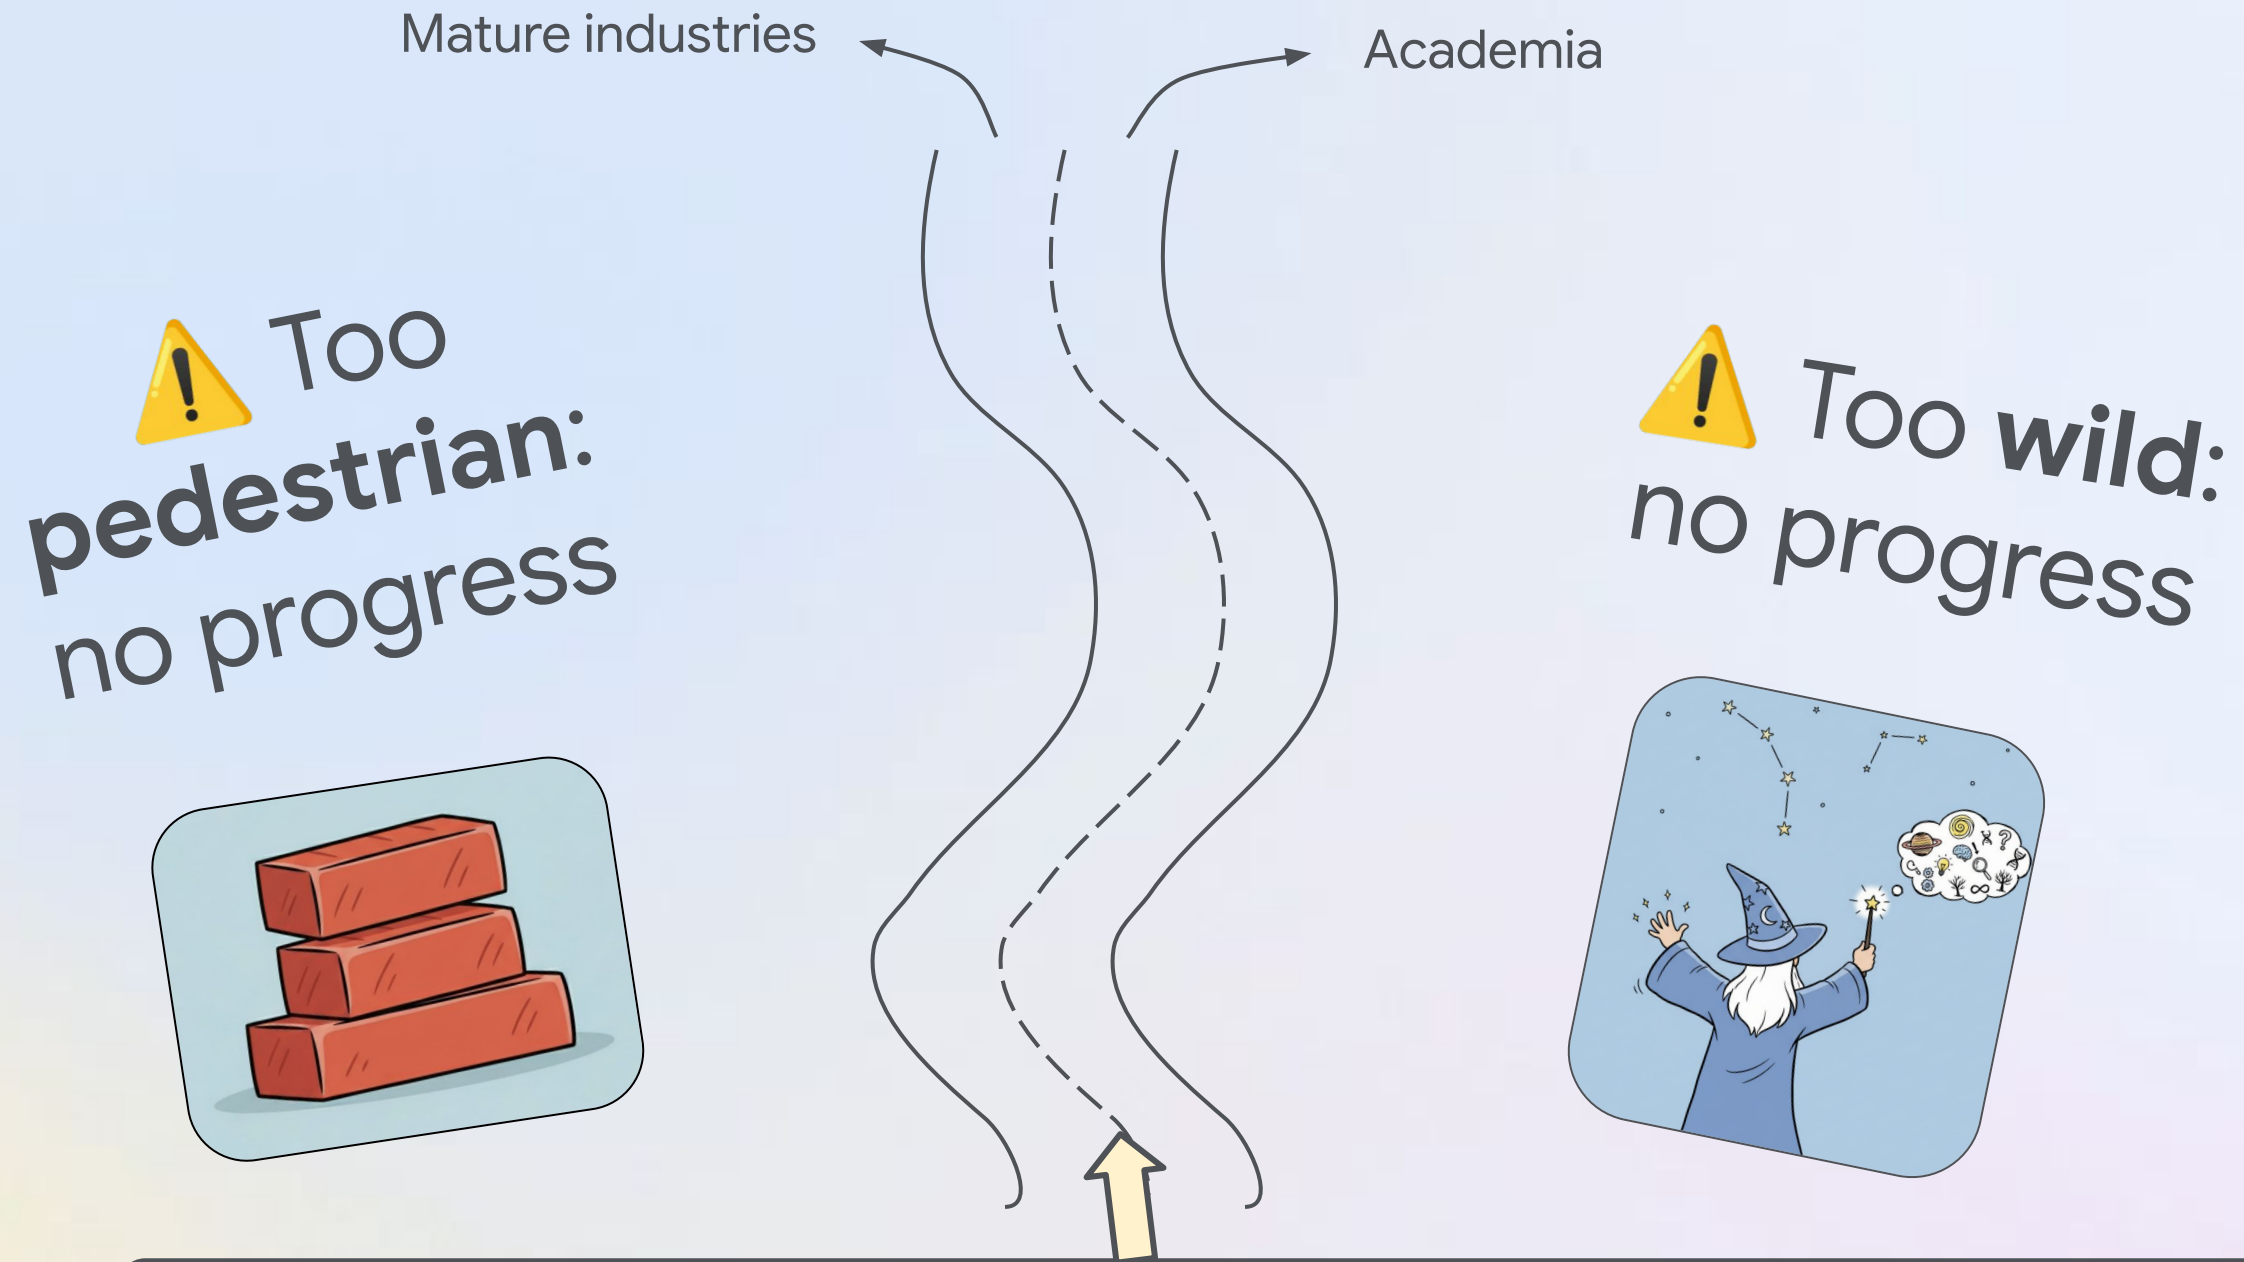 Mature industries
Academia
⚠️ Too
pedestrian:
no progress
⚠️ Too wild:
no progress